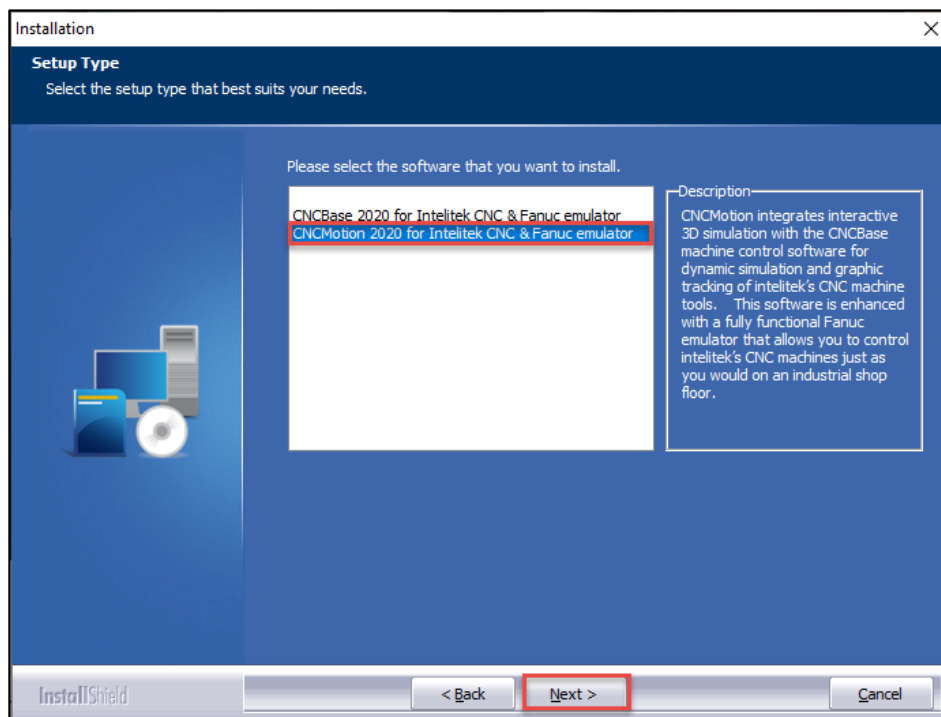 Installation
Setup Type
Select the setup type that best suits your needs.
Please select the software that you want to install.
CNCBase 2020 for Intelitek CNC & Fanuc emulator
CNCMotion 2020 for Intelitek CNC & Fanuc emulator
Description
CNCMotion integrates interactive
3D simulation with the CNCBase
machine control software for
dynamic simulation and graphic
tracking of intelitek's CNC machine
tools. This software is enhanced
with a fully functional Fanuc
emulator that allows you to control
intelitek's CNC machines just as
you would on an industrial shop
floor.
InstallShield
< Back
Next >
Cancel